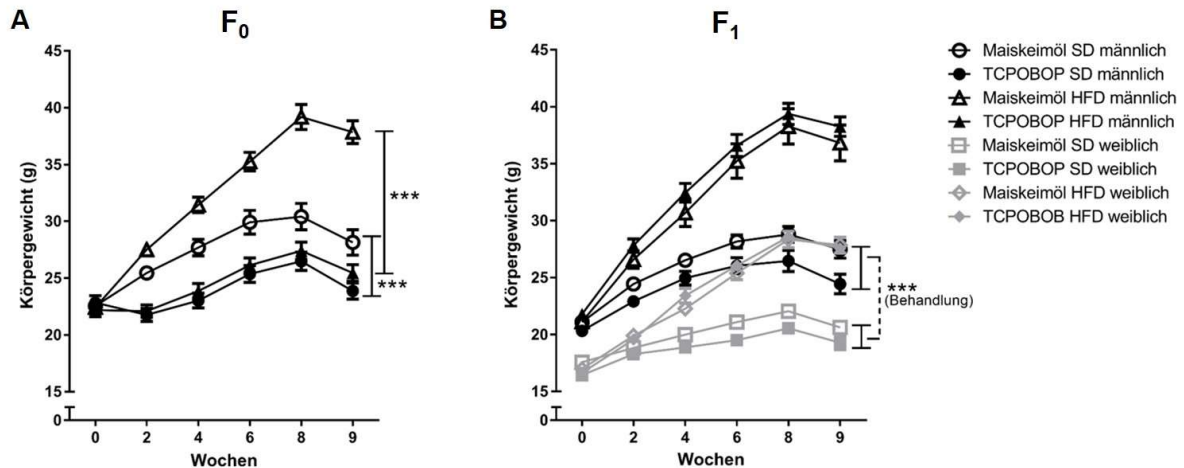 A
F0
B
F1
Körpergewicht (g)
45
40
35
30
25
20
15
0
***
***
0 2 4 6 8 9
Wochen
Körpergewicht (g)
45
40
35
30
25
20
15
0
***
(Behandlung)
0 2 4 6 8 9
Wochen
Maiskeimöl SD männlich
TCPOBOP SD männlich
Maiskeimöl HFD männlich
TCPOBOP HFD männlich
Maiskeimöl SD weiblich
TCPOBOP SD weiblich
Maiskeimöl HFD weiblich
TCPOBOB HFD weiblich